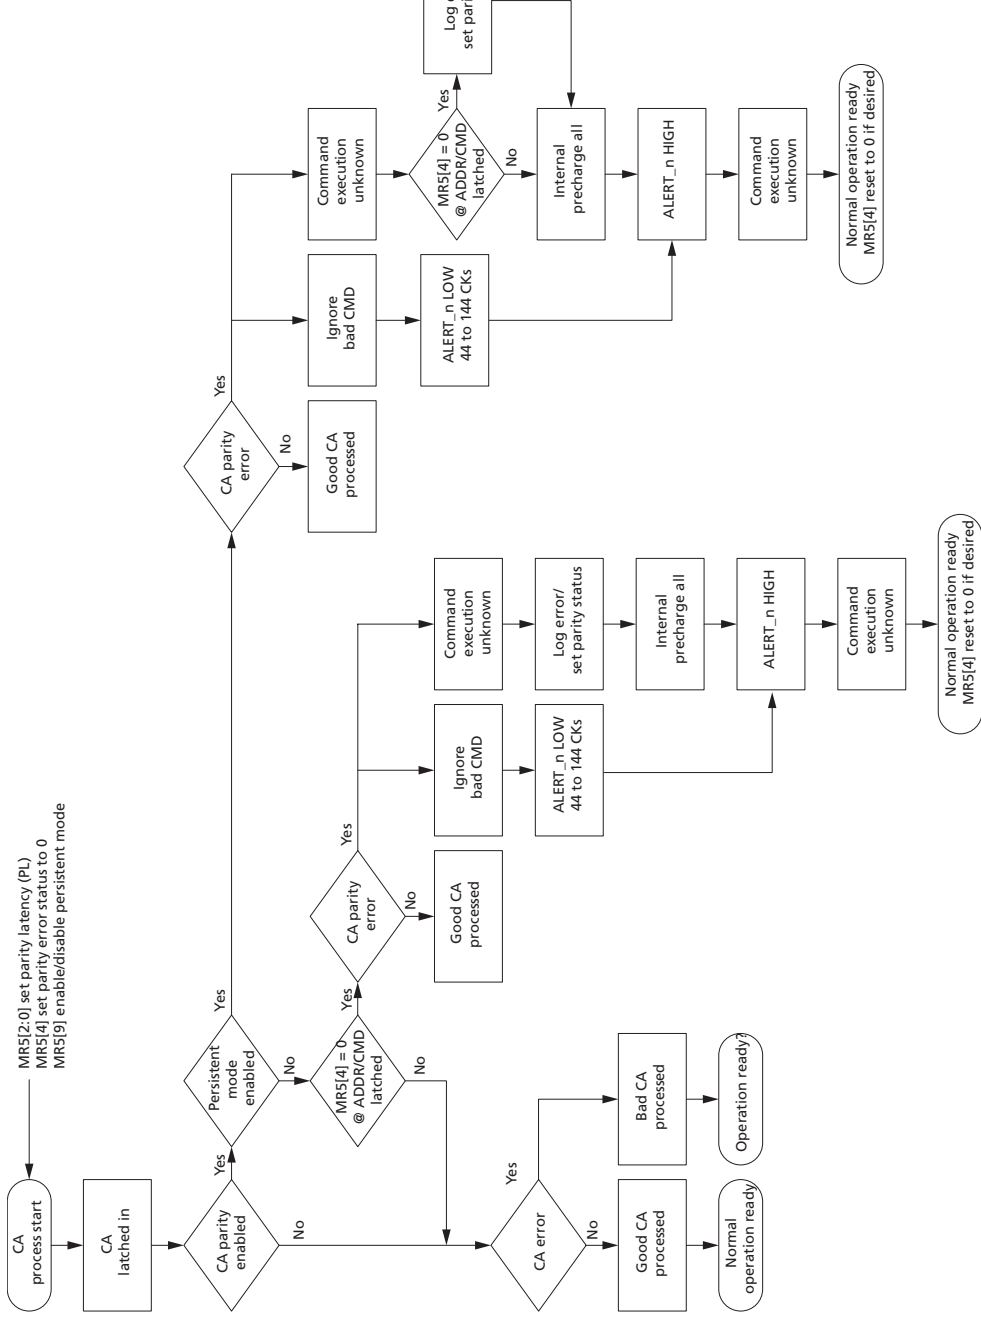 MR5[2:0] set parity latency (PL)
MR5[4] set parity error status to 0
MR5[9] enable/disable persistent mode
CA
process start
CA
latched in
CA parity
enabled
Yes
No
Persistent
mode
enabled
Yes
No
CA parity
error
Yes
No
Good CA
processed
Ignore
bad CMD
ALERT_n LOW
44 to 144 CKs
Command
execution
unknown
MR5[4] = 0
@ ADDR/CMD
latched
Yes
No
Log
set
Internal
precharge all
ALERT_n HIGH
Command
execution
unknown
Normal operation ready
MR5[4] reset to 0 if desired
MR5[4] = 0
@ ADDR/CMD
latched
Yes
No
CA parity
error
Yes
No
Good CA
processed
Ignore
bad CMD
ALERT_n LOW
44 to 144 CKs
Command
execution
unknown
Log error/
set parity status
Internal
precharge all
ALERT_n HIGH
Command
execution
unknown
Normal operation ready
MR5[4] reset to 0 if desired
CA error
Yes
No
Good CA
processed
Normal
operation ready
Bad CA
processed
Operation ready?